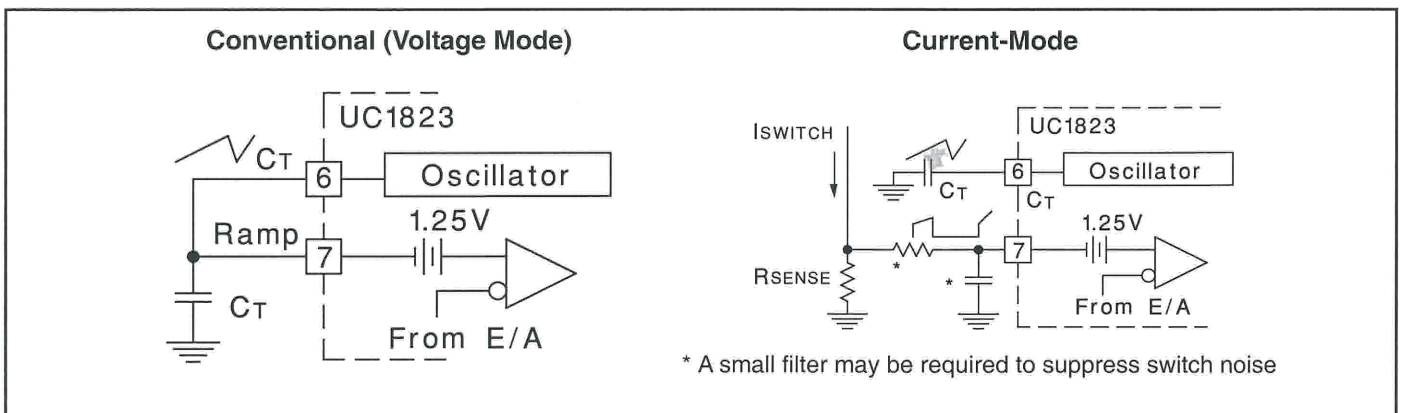 Conventional (Voltage Mode)
UC1823
CT
6
Oscillator
1.25V
Ramp
7
CT
From E/A
Current-Mode
ISWITCH
UC1823
6
Oscillator
CT
CT
1.25V
7
RSENSE
*
*
From E/A
* A small filter may be required to suppress switch noise